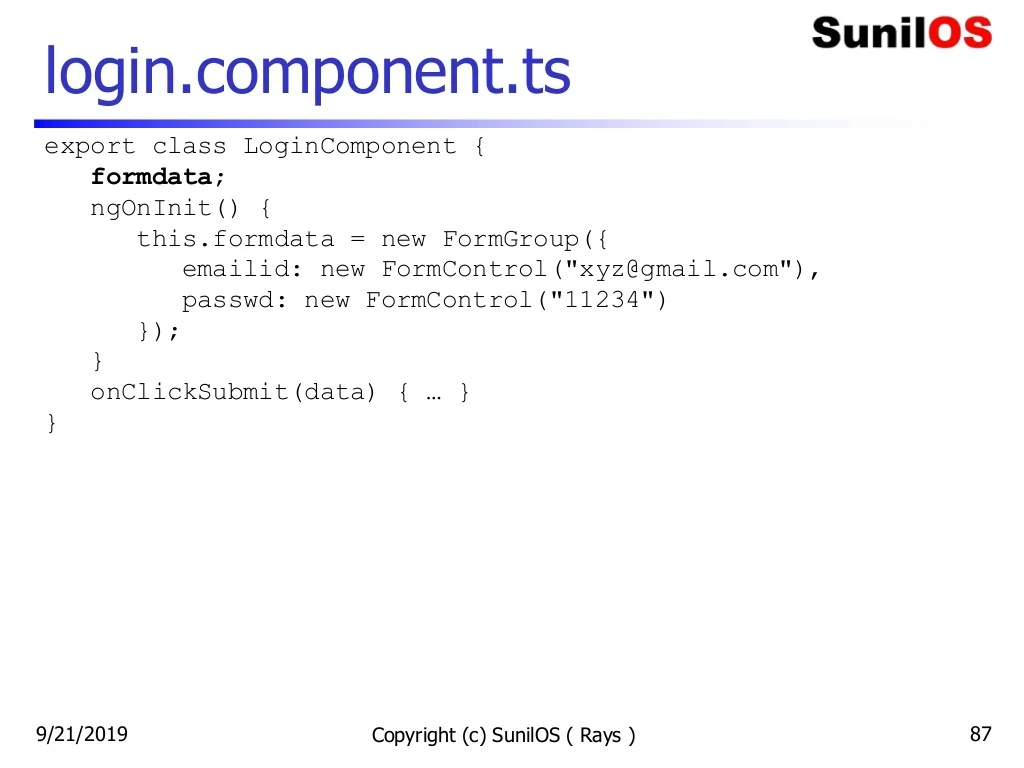 SunilOS
login.component.ts
export class LoginComponent {
formdata;
ngOnInit() {
this.formdata = new FormGroup({
emailid: new FormControl("xyz@gmail.com"),
passwd: new FormControl("11234")
});
}
onClickSubmit(data) { … }
}
9/21/2019
Copyright (c) SunilOS ( Rays )
87